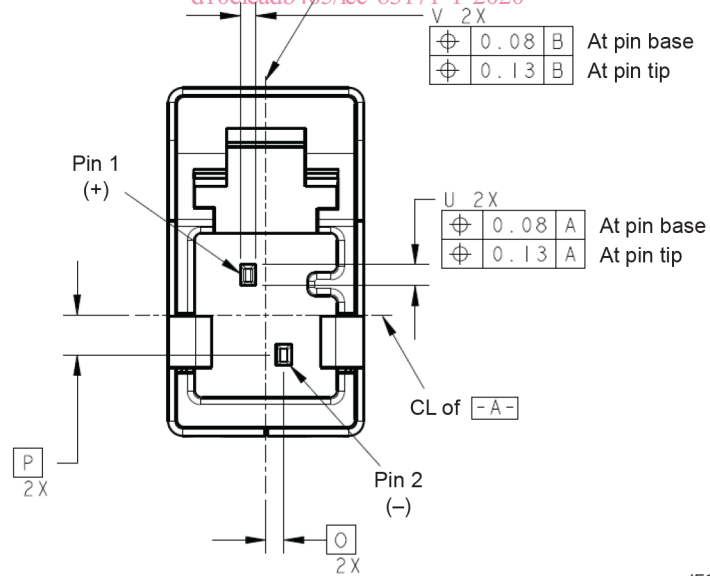 V 2X
⌖ 0.08 B At pin base
⌖ 0.13 B At pin tip
Pin 1
(+)
U 2X
⌖ 0.08 A At pin base
⌖ 0.13 A At pin tip
CL of -A-
P
2X
Pin 2
(–)
O
2X